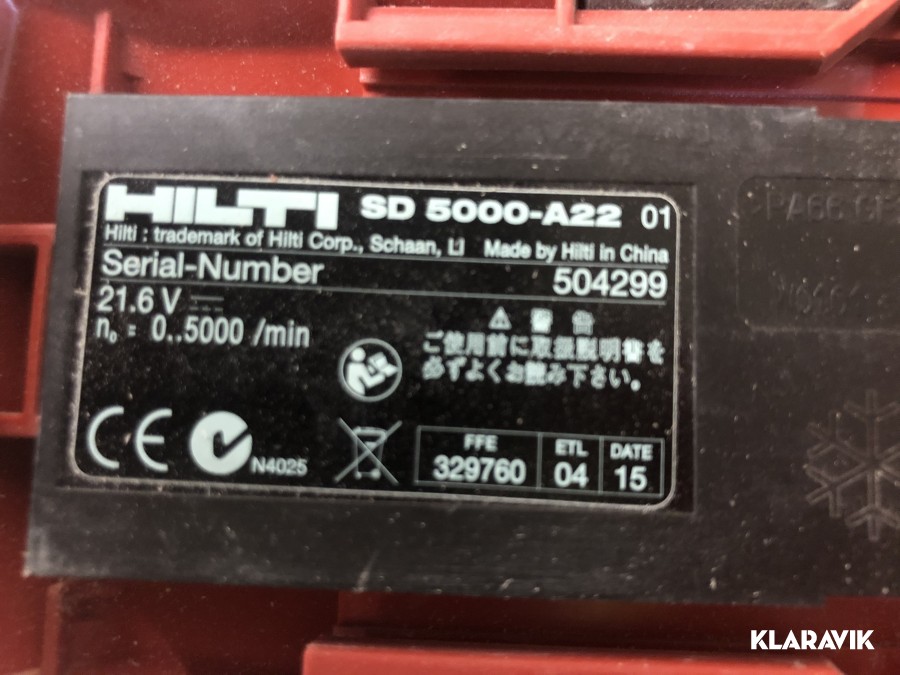 HILTI SD 5000-A22 01
Hilti : trademark of Hilti Corp., Schaan, LI Made by Hilti in China
Serial-Number 504299
21.6 V
n₀ = 0..5000 /min
ご使用前に取扱説明書を
必ずよくお読み下さい。
CE
N4025
FFE ETL DATE
329760 04 15
PA66
KLARAVIK